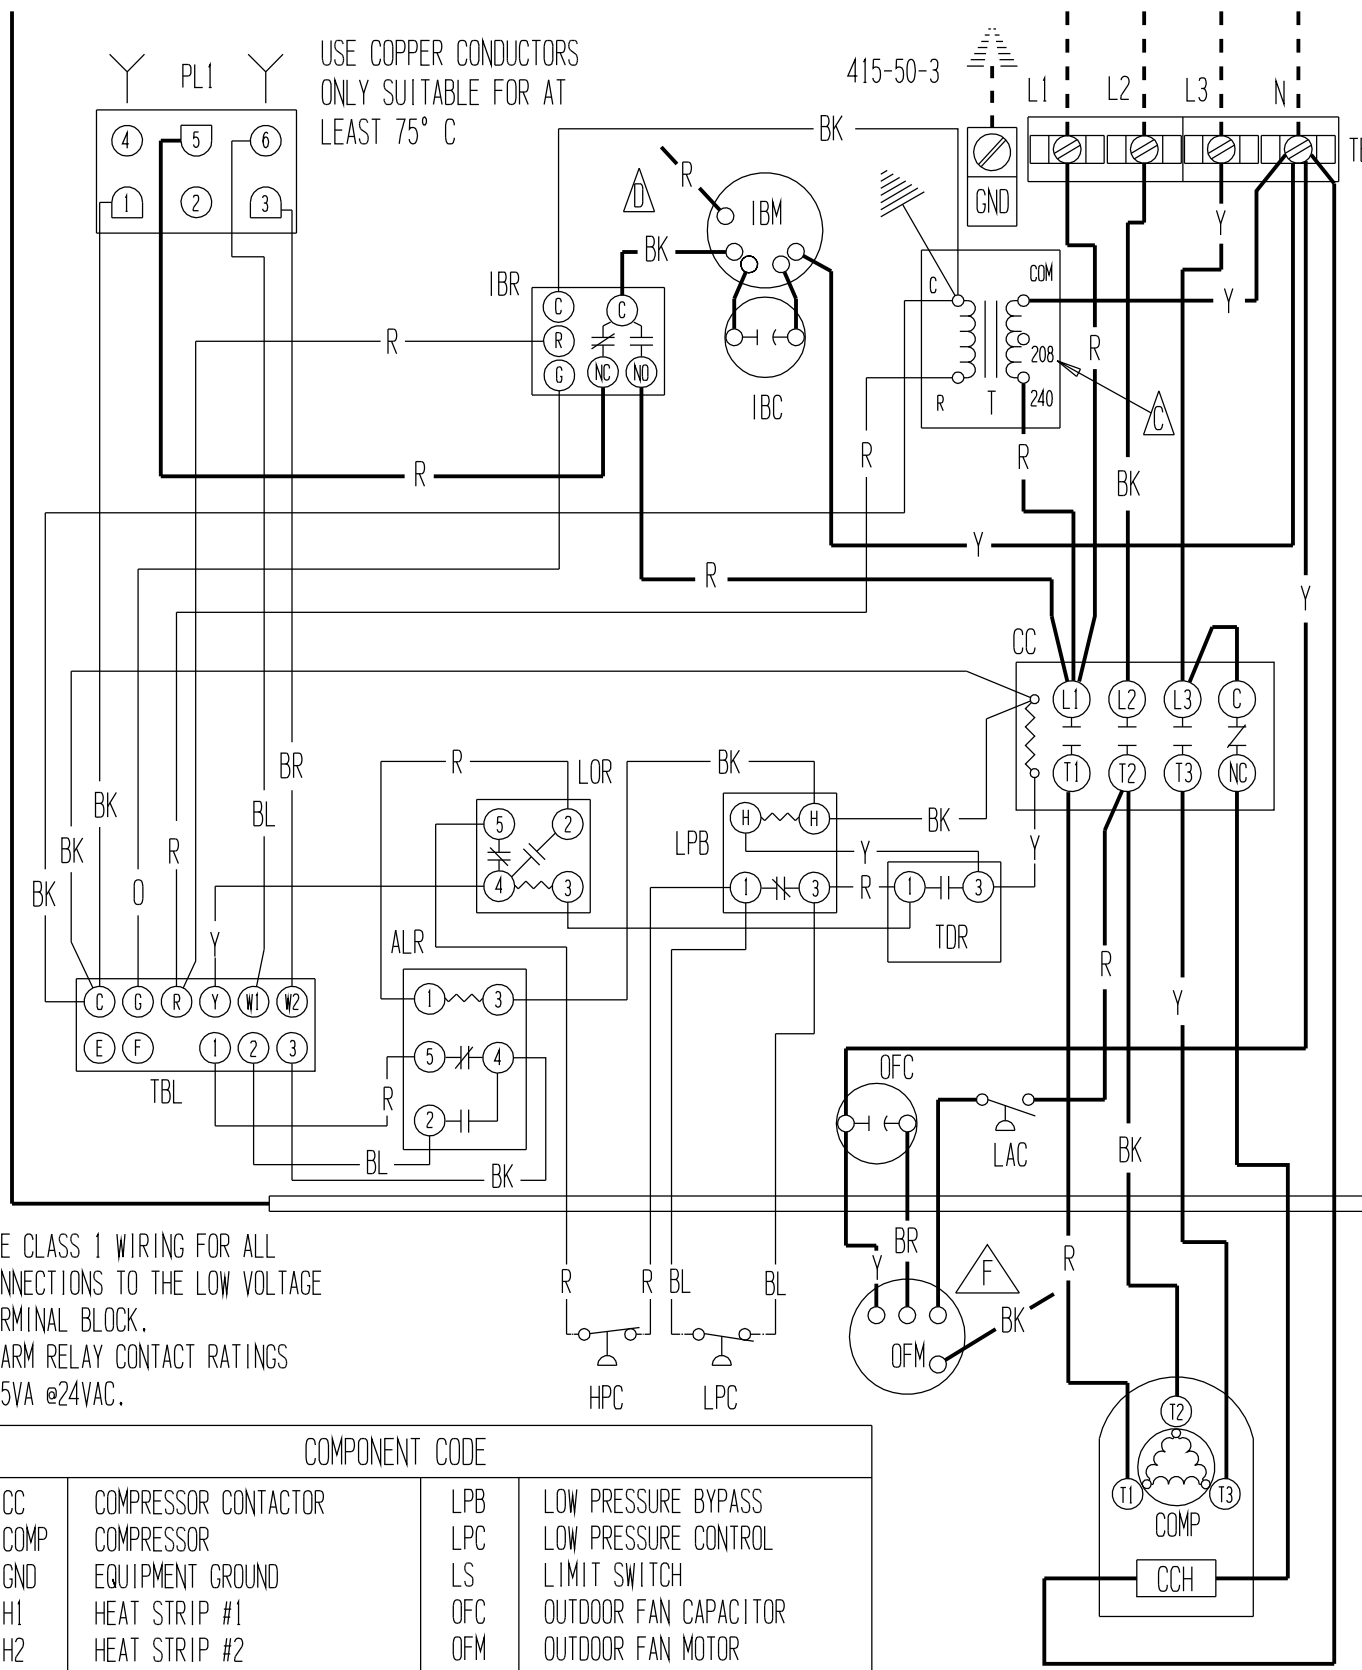 USE COPPER CONDUCTORS
ONLY SUITABLE FOR AT
LEAST 75° C
PL1
4
5
6
1
2
3
415-50-3
L1
L2
L3
N
GND
BK
R
D
IBM
BK
IBR
C
C
R
G
NC
NO
IBC
R
R
C
COM
208
240
R
T
C
Y
Y
R
R
R
BK
Y
R
Y
CC
L1
L2
L3
C
T1
T2
T3
NC
BR
BK
BL
R
BK
BK
O
Y
R
LOR
5
2
4
3
BK
LPB
H
H
1
3
BK
Y
R
Y
1
3
TDR
ALR
1
3
5
4
2
C
G
R
Y
W1
W2
E
F
1
2
3
TBL
R
BL
BK
OFC
LAC
R
Y
BK
R
BR
Y
F
OFM
BK
R
R
BL
BL
HPC
LPC
T2
T1
T3
COMP
CCH
E CLASS 1 WIRING FOR ALL
NNECTIONS TO THE LOW VOLTAGE
RMINAL BLOCK.
ARM RELAY CONTACT RATINGS
5VA @24VAC.
COMPONENT CODE
CC COMPRESSOR CONTACTOR LPB LOW PRESSURE BYPASS
COMP COMPRESSOR LPC LOW PRESSURE CONTROL
GND EQUIPMENT GROUND LS LIMIT SWITCH
H1 HEAT STRIP #1 OFC OUTDOOR FAN CAPACITOR
H2 HEAT STRIP #2 OFM OUTDOOR FAN MOTOR